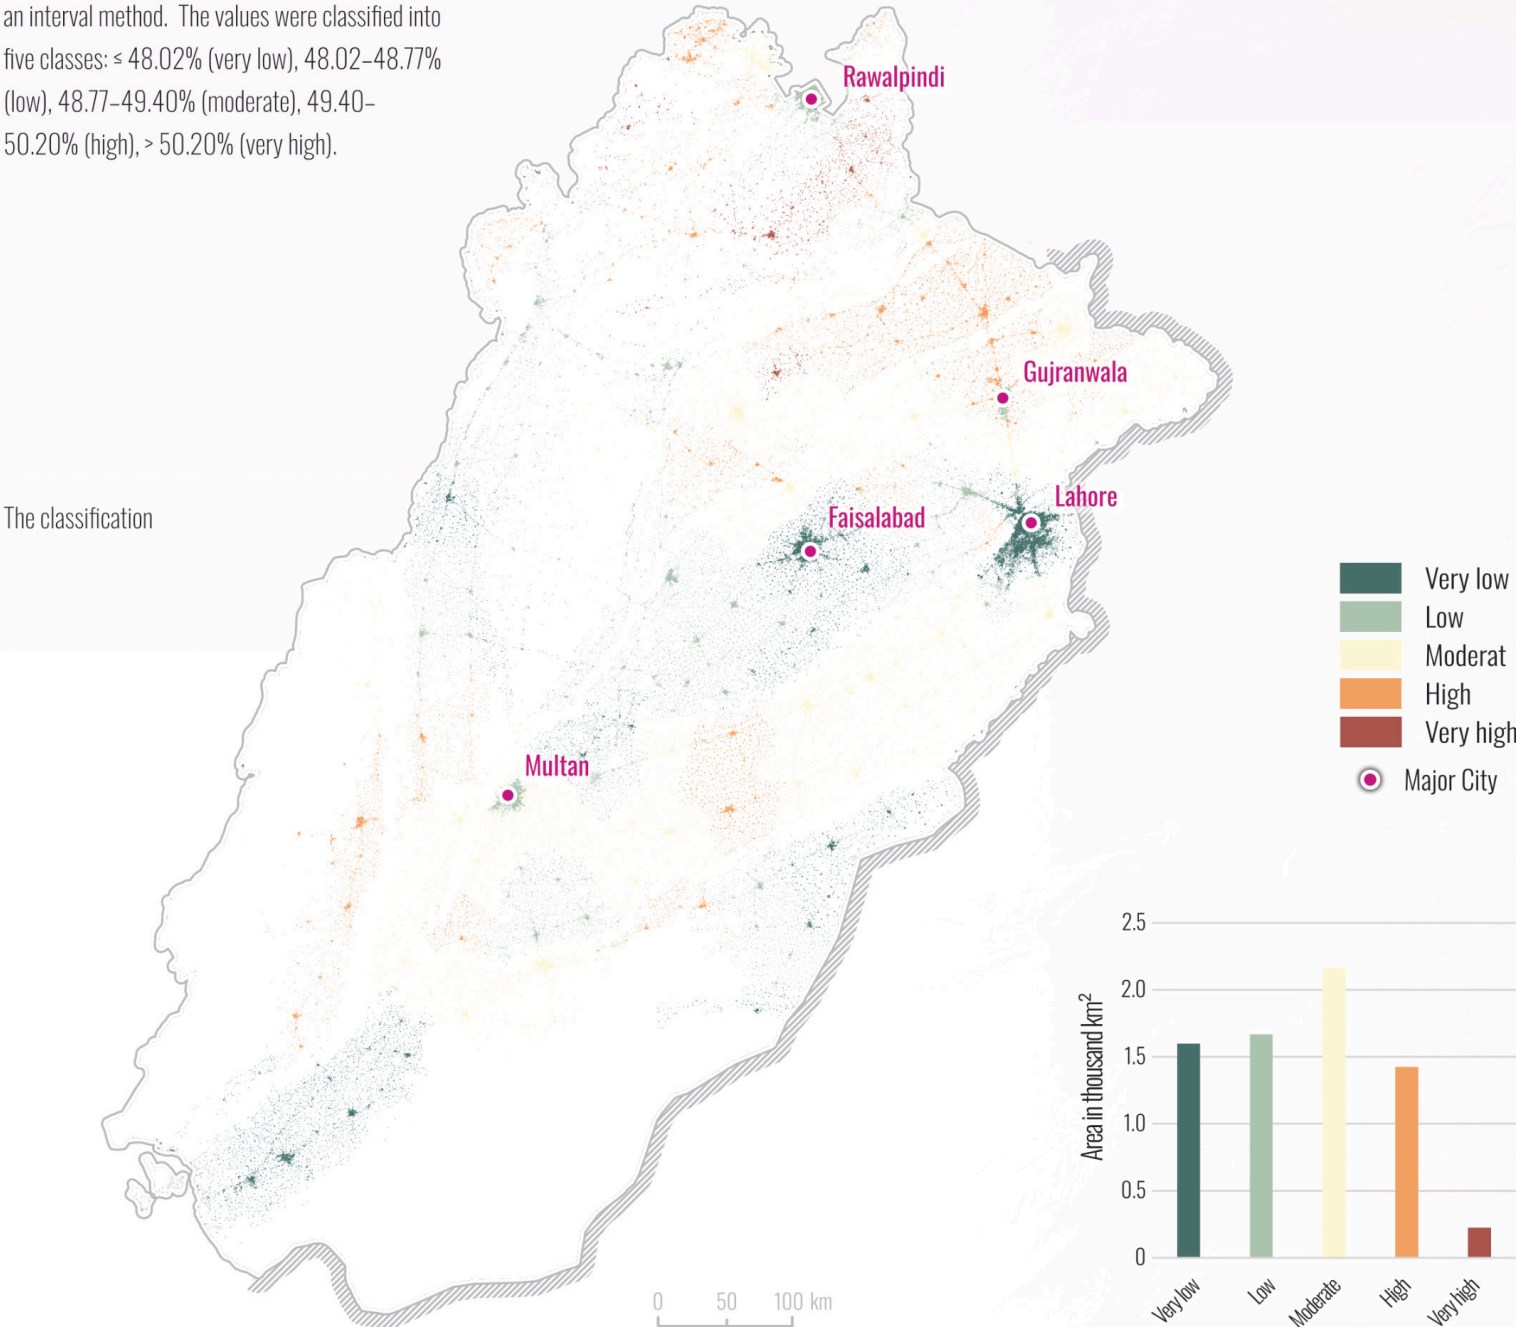 an interval method. The values were classified into
five classes: ≤ 48.02% (very low), 48.02–48.77%
(low), 48.77–49.40% (moderate), 49.40–
50.20% (high), > 50.20% (very high).
Rawalpindi
Gujranwala
Lahore
Faisalabad
The classification
Multan
Very low
Low
Moderat
High
Very high
Major City
Area in thousand km²
2.5
2.0
1.5
1.0
0.5
0
Very low
Low
Moderate
High
Very high
0 50 100 km